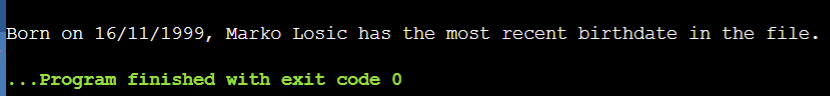 Born on 16/11/1999, Marko Losic has the most recent birthdate in the file.
...Program finished with exit code 0